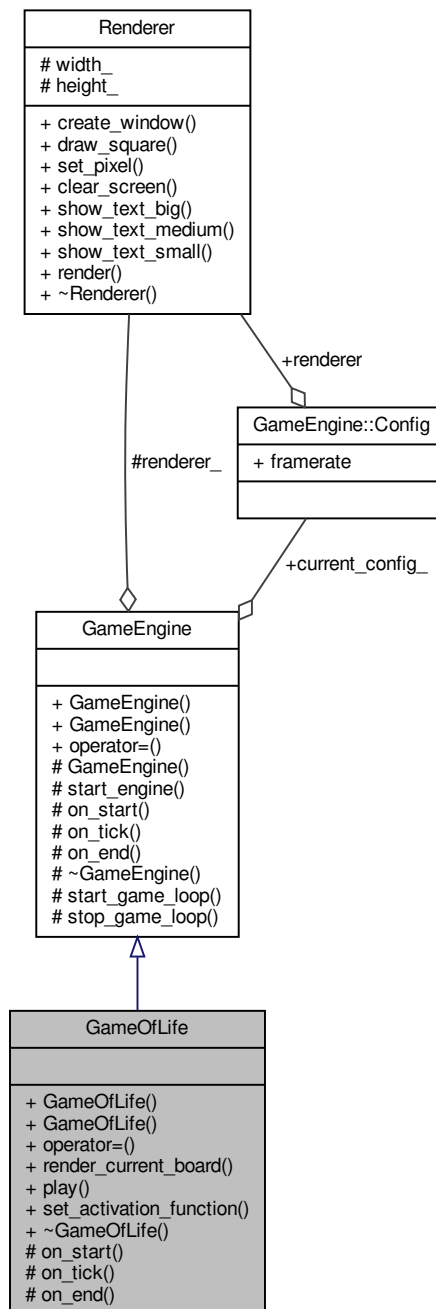 Renderer
# width_
# height_
+ create_window()
+ draw_square()
+ set_pixel()
+ clear_screen()
+ show_text_big()
+ show_text_medium()
+ show_text_small()
+ render()
+ ~Renderer()
+renderer
#renderer_
GameEngine::Config
+ framerate
+current_config_
GameEngine
+ GameEngine()
+ GameEngine()
+ operator=()
# GameEngine()
# start_engine()
# on_start()
# on_tick()
# on_end()
# ~GameEngine()
# start_game_loop()
# stop_game_loop()
GameOfLife
+ GameOfLife()
+ GameOfLife()
+ operator=()
+ render_current_board()
+ play()
+ set_activation_function()
+ ~GameOfLife()
# on_start()
# on_tick()
# on_end()